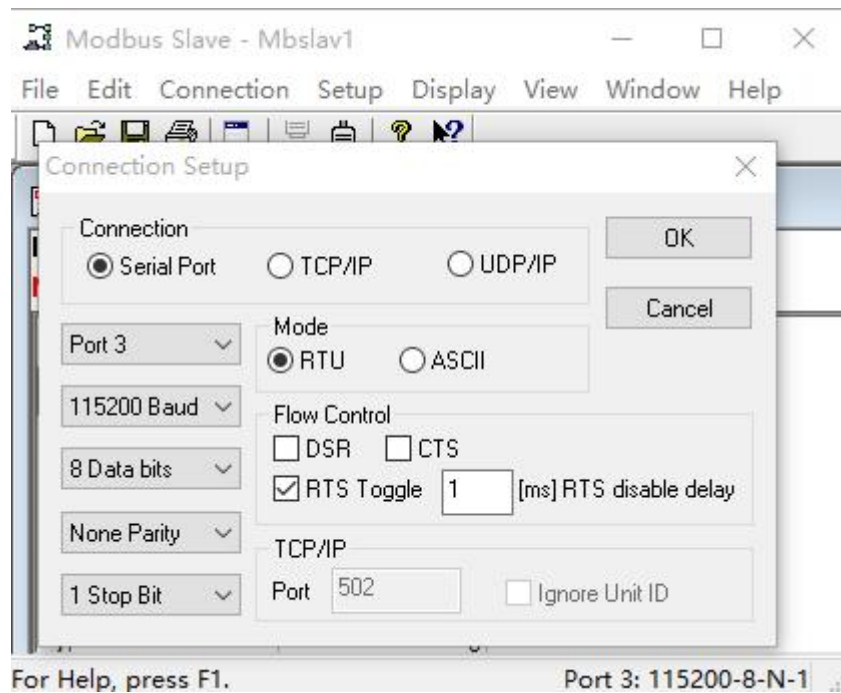 Modbus Slave - Mbslav1
File Edit Connection Setup Display View Window Help
Connection Setup
Connection
Serial Port TCP/IP UDP/IP
OK
Cancel
Port 3
115200 Baud
8 Data bits
None Parity
1 Stop Bit
Mode
RTU ASCII
Flow Control
DSR CTS
RTS Toggle 1 [ms] RTS disable delay
TCP/IP
Port 502 Ignore Unit ID
For Help, press F1. Port 3: 115200-8-N-1